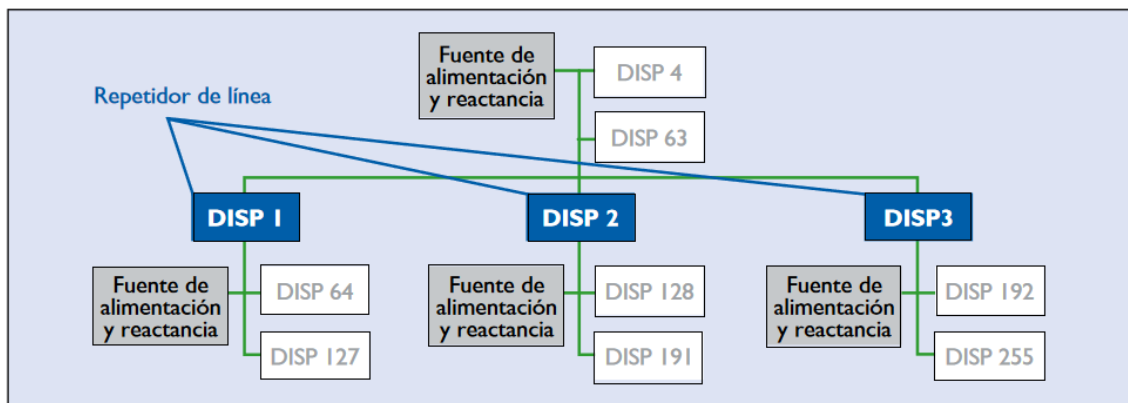 Fuente de
alimentación
y reactancia
DISP 4
Repetidor de línea
DISP 63
DISP 1
DISP 2
DISP3
Fuente de
alimentación
y reactancia
DISP 64
DISP 127
Fuente de
alimentación
y reactancia
DISP 128
DISP 191
Fuente de
alimentación
y reactancia
DISP 192
DISP 255